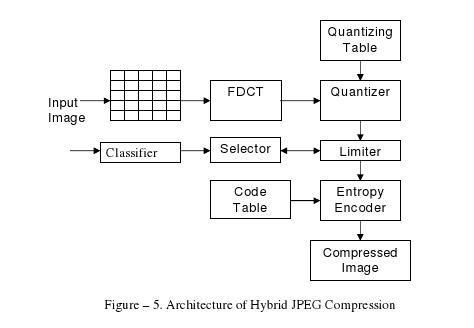 Quantizing
Table
FDCT
Quantizer
Input
Image
Classifier
Selector
Limiter
Code
Table
Entropy
Encoder
Compressed
Image
Figure – 5. Architecture of Hybrid JPEG Compression